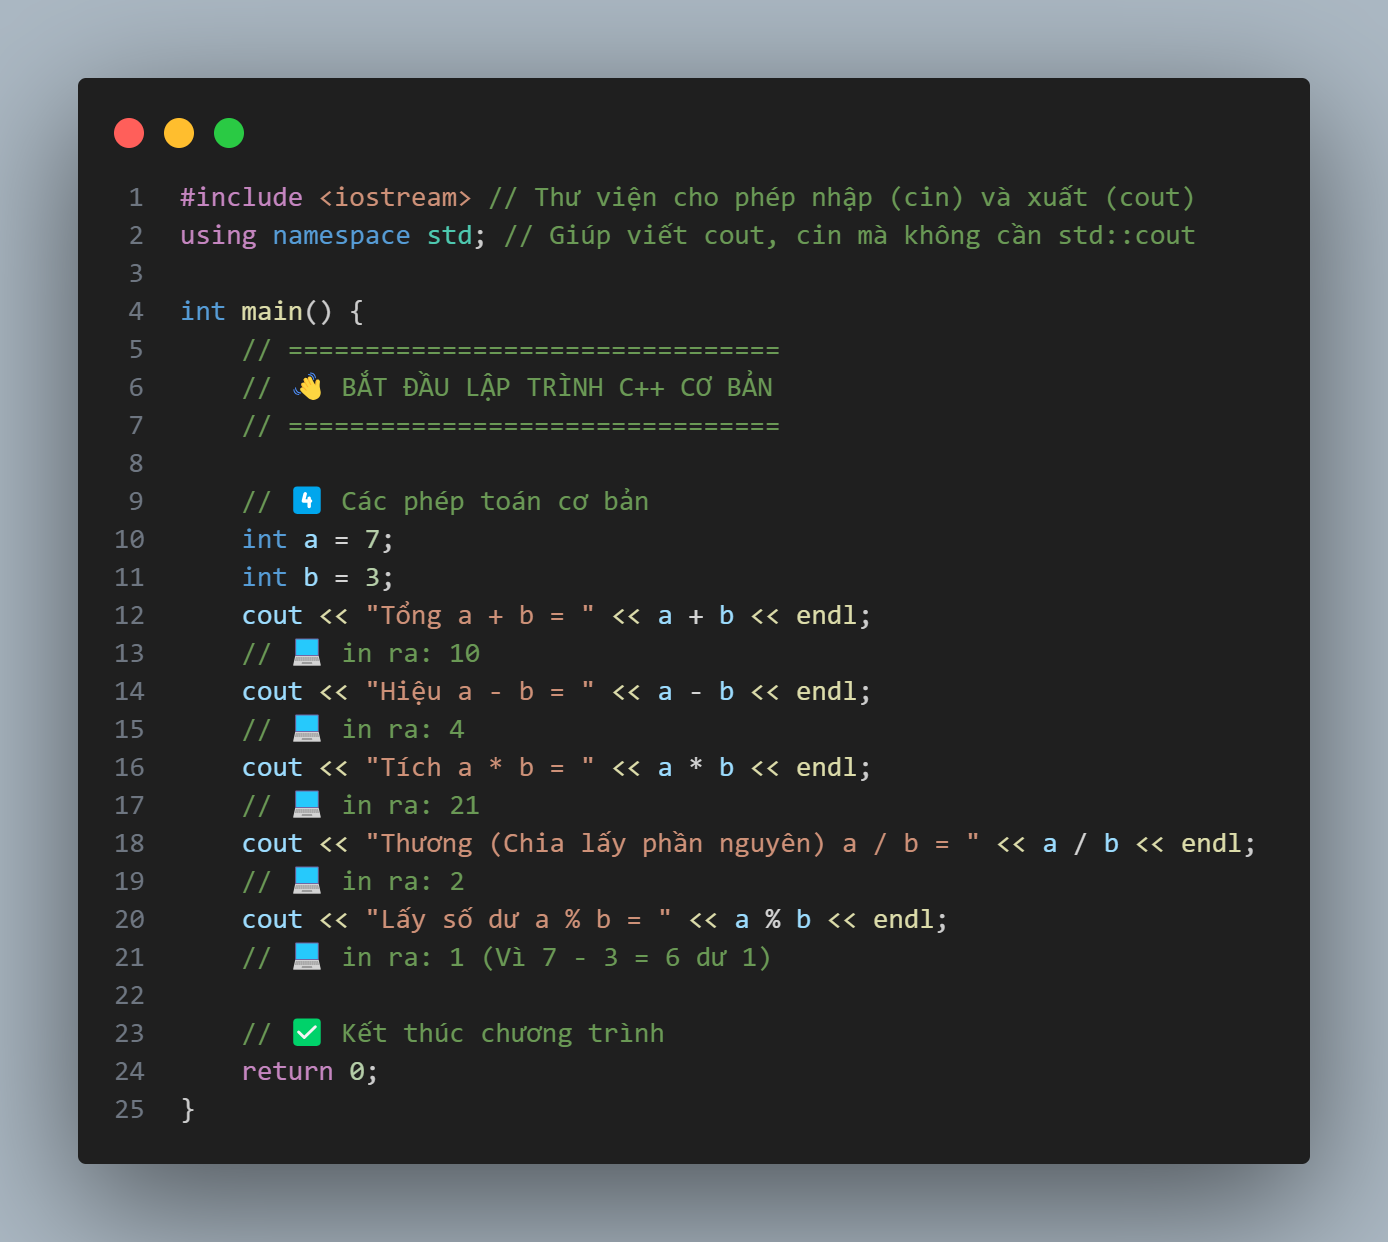 1 #include <iostream> // Thư viện cho phép nhập (cin) và xuất (cout)
2 using namespace std; // Giúp viết cout, cin mà không cần std::cout
3
4 int main() {
5     // ================================
6     // 👋 BẮT ĐẦU LẬP TRÌNH C++ CƠ BẢN
7     // ================================
8
9     // 4️⃣ Các phép toán cơ bản
10     int a = 7;
11     int b = 3;
12     cout << "Tổng a + b = " << a + b << endl;
13     // 💻 in ra: 10
14     cout << "Hiệu a - b = " << a - b << endl;
15     // 💻 in ra: 4
16     cout << "Tích a * b = " << a * b << endl;
17     // 💻 in ra: 21
18     cout << "Thương (Chia lấy phần nguyên) a / b = " << a / b << endl;
19     // 💻 in ra: 2
20     cout << "Lấy số dư a % b = " << a % b << endl;
21     // 💻 in ra: 1 (Vì 7 - 3 = 6 dư 1)
22
23     // ✅ Kết thúc chương trình
24     return 0;
25 }